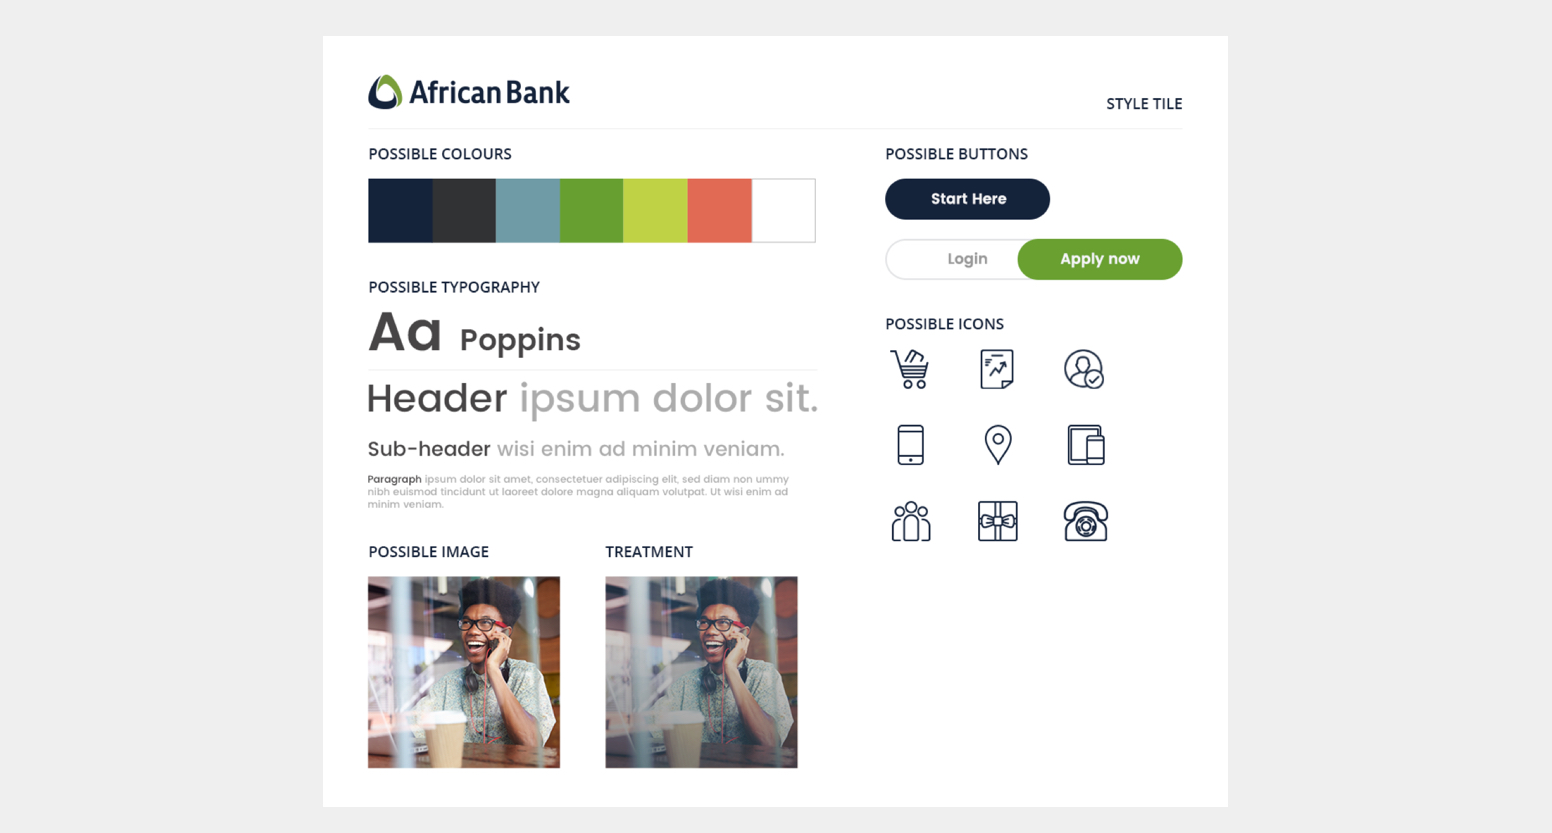 African Bank
STYLE TILE
POSSIBLE COLOURS
POSSIBLE TYPOGRAPHY
Aa Poppins
Header ipsum dolor sit.
Sub-header wisi enim ad minim veniam.
Paragraph ipsum dolor sit amet, consectetuer adipiscing elit, sed diam non ummy
nibh euismod tincidunt ut laoreet dolore magna aliquam volutpat. Ut wisi enim ad
minim veniam.
POSSIBLE IMAGE
TREATMENT
POSSIBLE BUTTONS
Start Here
Login
Apply now
POSSIBLE ICONS